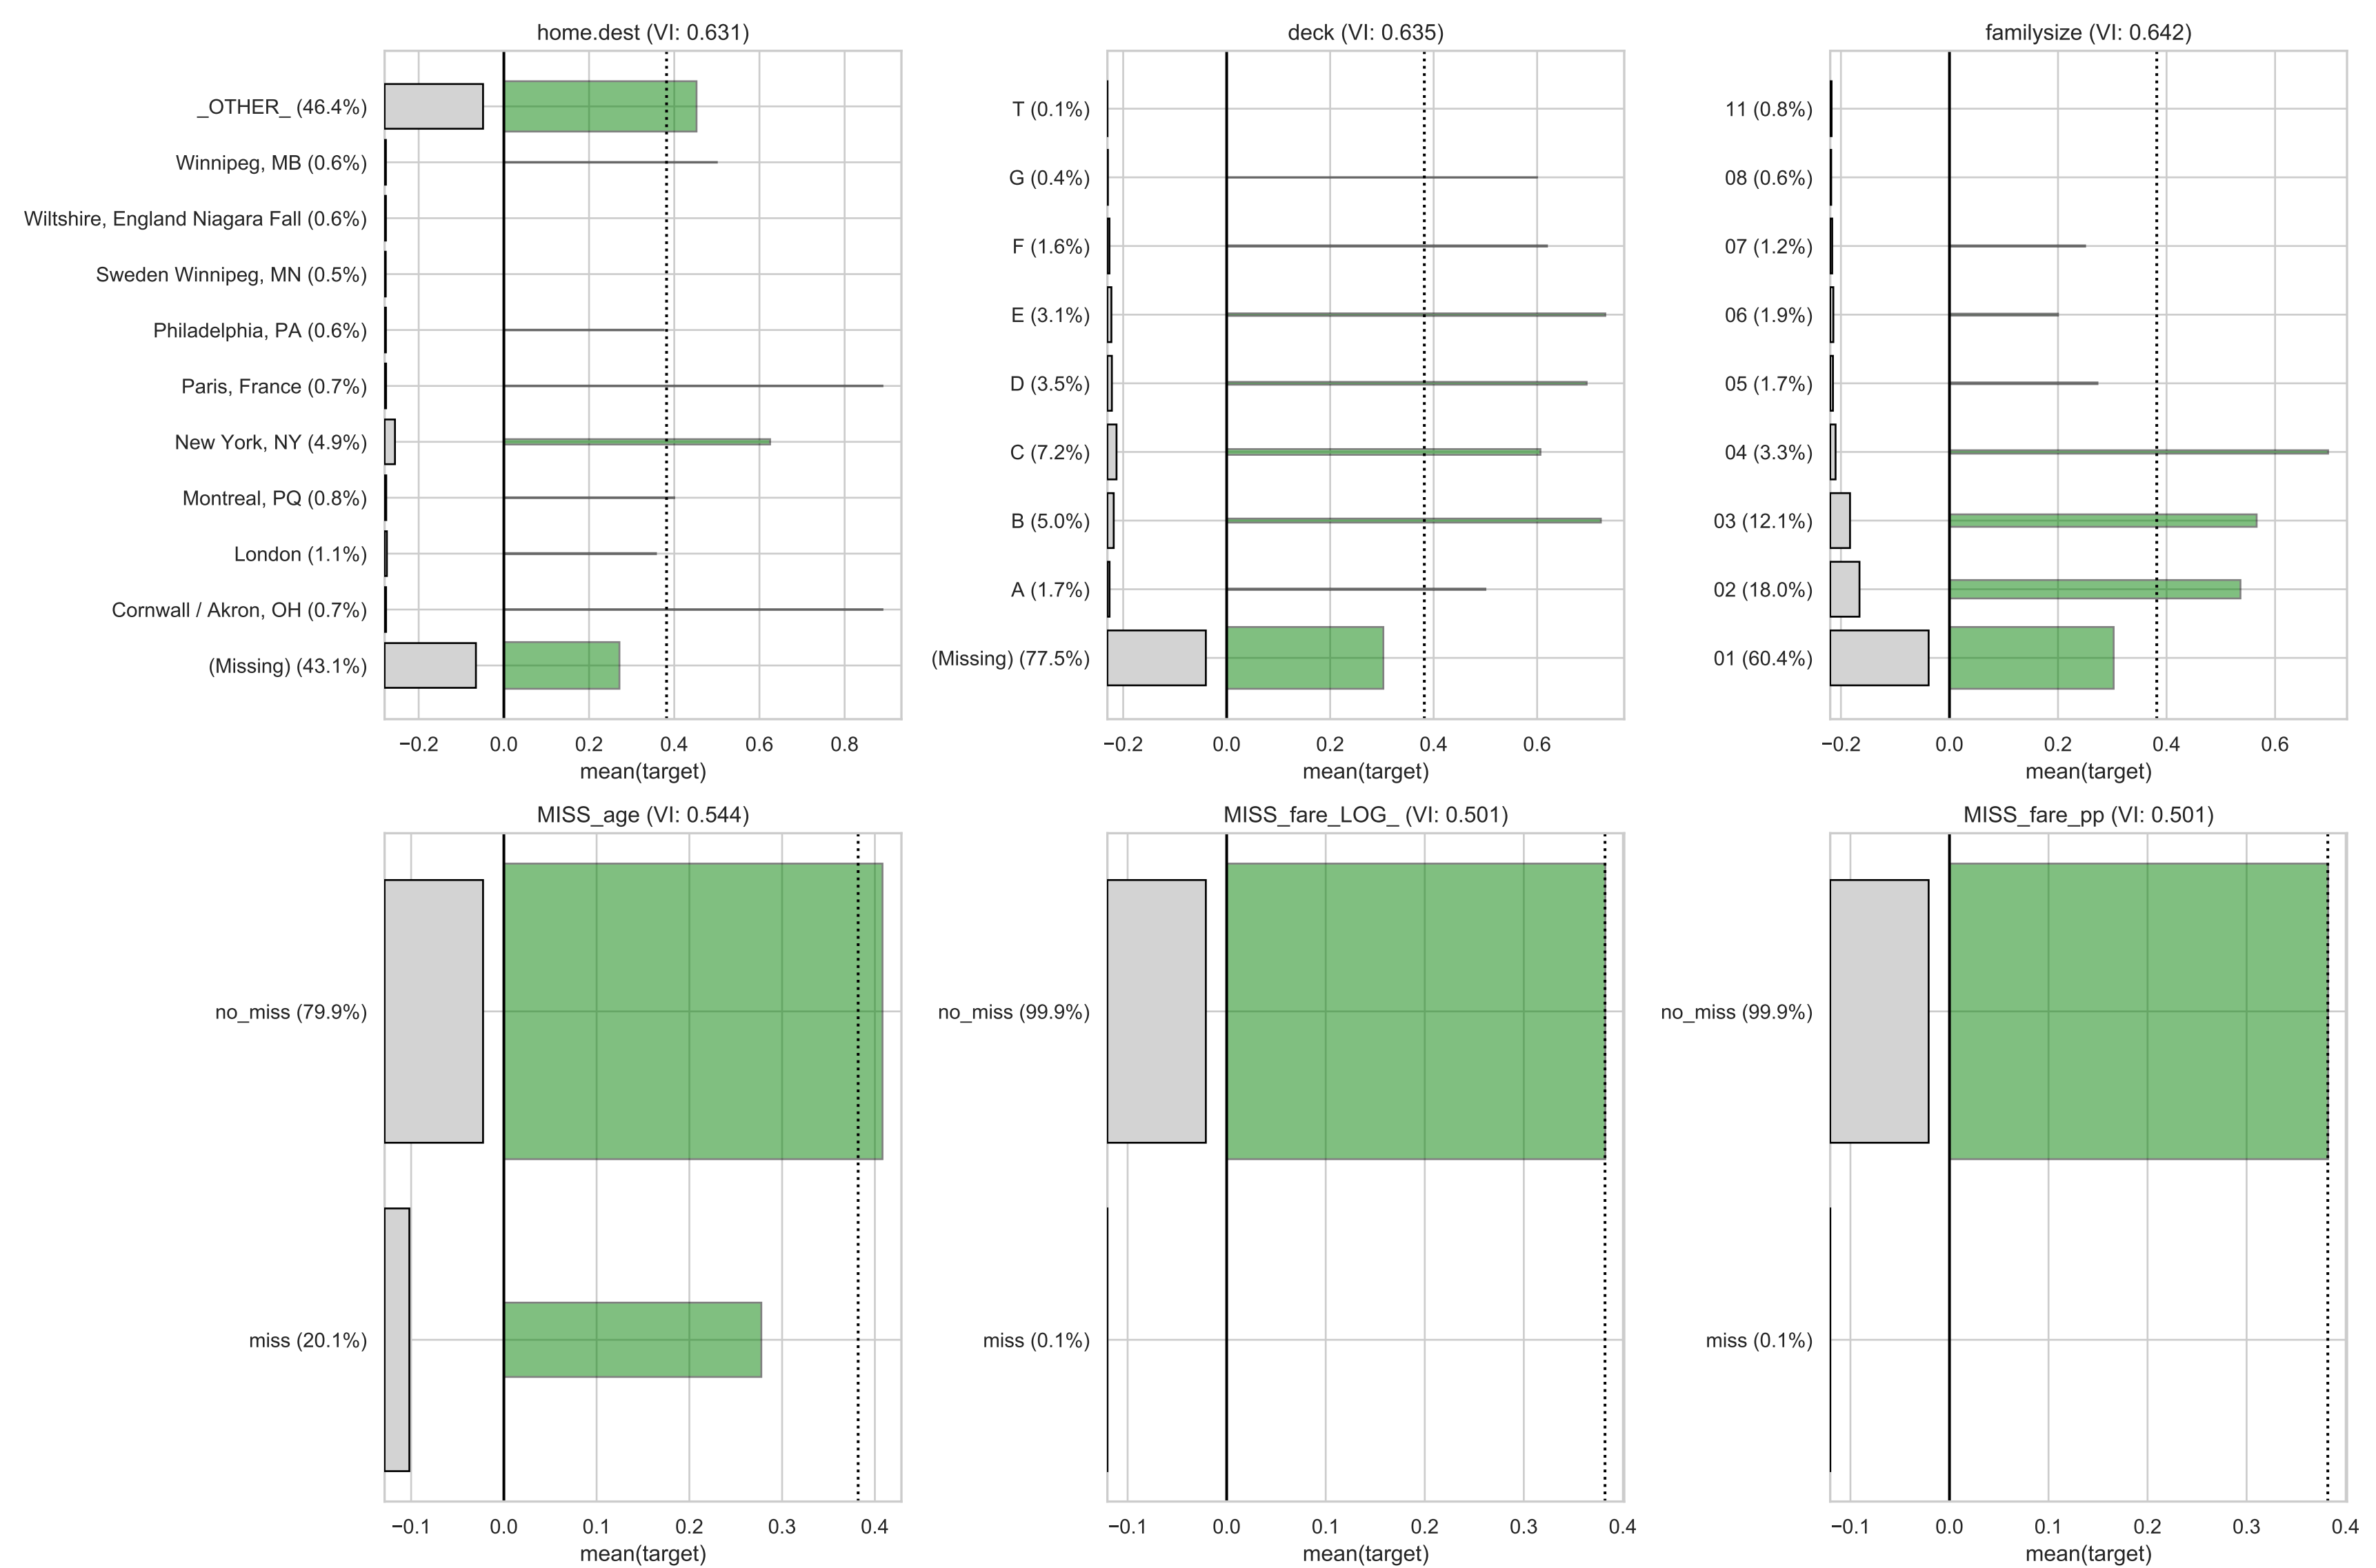 home.dest (VI: 0.631)
_OTHER_ (46.4%)
Winnipeg, MB (0.6%)
Wiltshire, England Niagara Fall (0.6%)
Sweden Winnipeg, MN (0.5%)
Philadelphia, PA (0.6%)
Paris, France (0.7%)
New York, NY (4.9%)
Montreal, PQ (0.8%)
London (1.1%)
Cornwall / Akron, OH (0.7%)
(Missing) (43.1%)
−0.2 0.0 0.2 0.4 0.6 0.8
mean(target)
deck (VI: 0.635)
T (0.1%)
G (0.4%)
F (1.6%)
E (3.1%)
D (3.5%)
C (7.2%)
B (5.0%)
A (1.7%)
(Missing) (77.5%)
−0.2 0.0 0.2 0.4 0.6
mean(target)
familysize (VI: 0.642)
11 (0.8%)
08 (0.6%)
07 (1.2%)
06 (1.9%)
05 (1.7%)
04 (3.3%)
03 (12.1%)
02 (18.0%)
01 (60.4%)
−0.2 0.0 0.2 0.4 0.6
mean(target)
MISS_age (VI: 0.544)
no_miss (79.9%)
miss (20.1%)
−0.1 0.0 0.1 0.2 0.3 0.4
mean(target)
MISS_fare_LOG_ (VI: 0.501)
no_miss (99.9%)
miss (0.1%)
−0.1 0.0 0.1 0.2 0.3 0.4
mean(target)
MISS_fare_pp (VI: 0.501)
no_miss (99.9%)
miss (0.1%)
−0.1 0.0 0.1 0.2 0.3 0.4
mean(target)